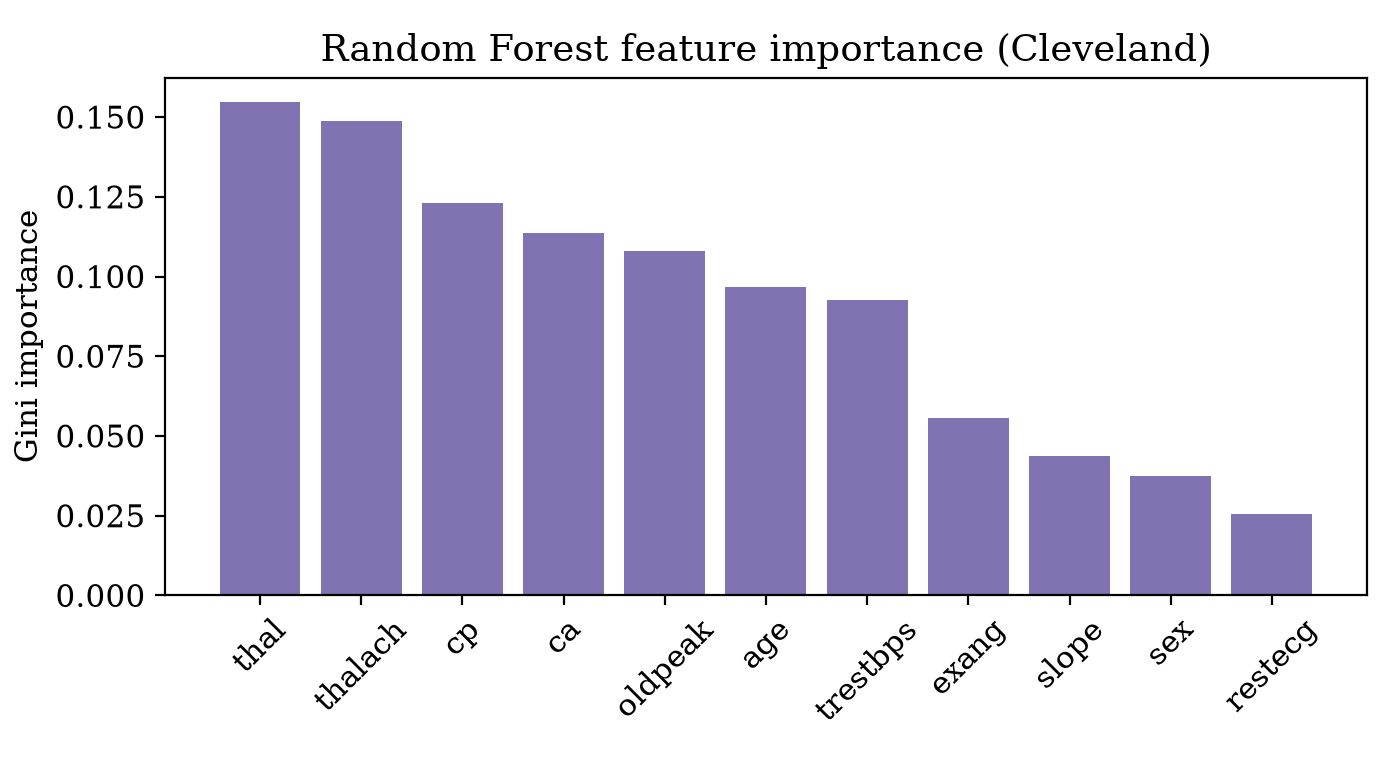 Random Forest feature importance (Cleveland)
Gini importance
0.150
0.125
0.100
0.075
0.050
0.025
0.000
thal
thalach
cp
ca
oldpeak
age
trestbps
exang
slope
sex
restecg